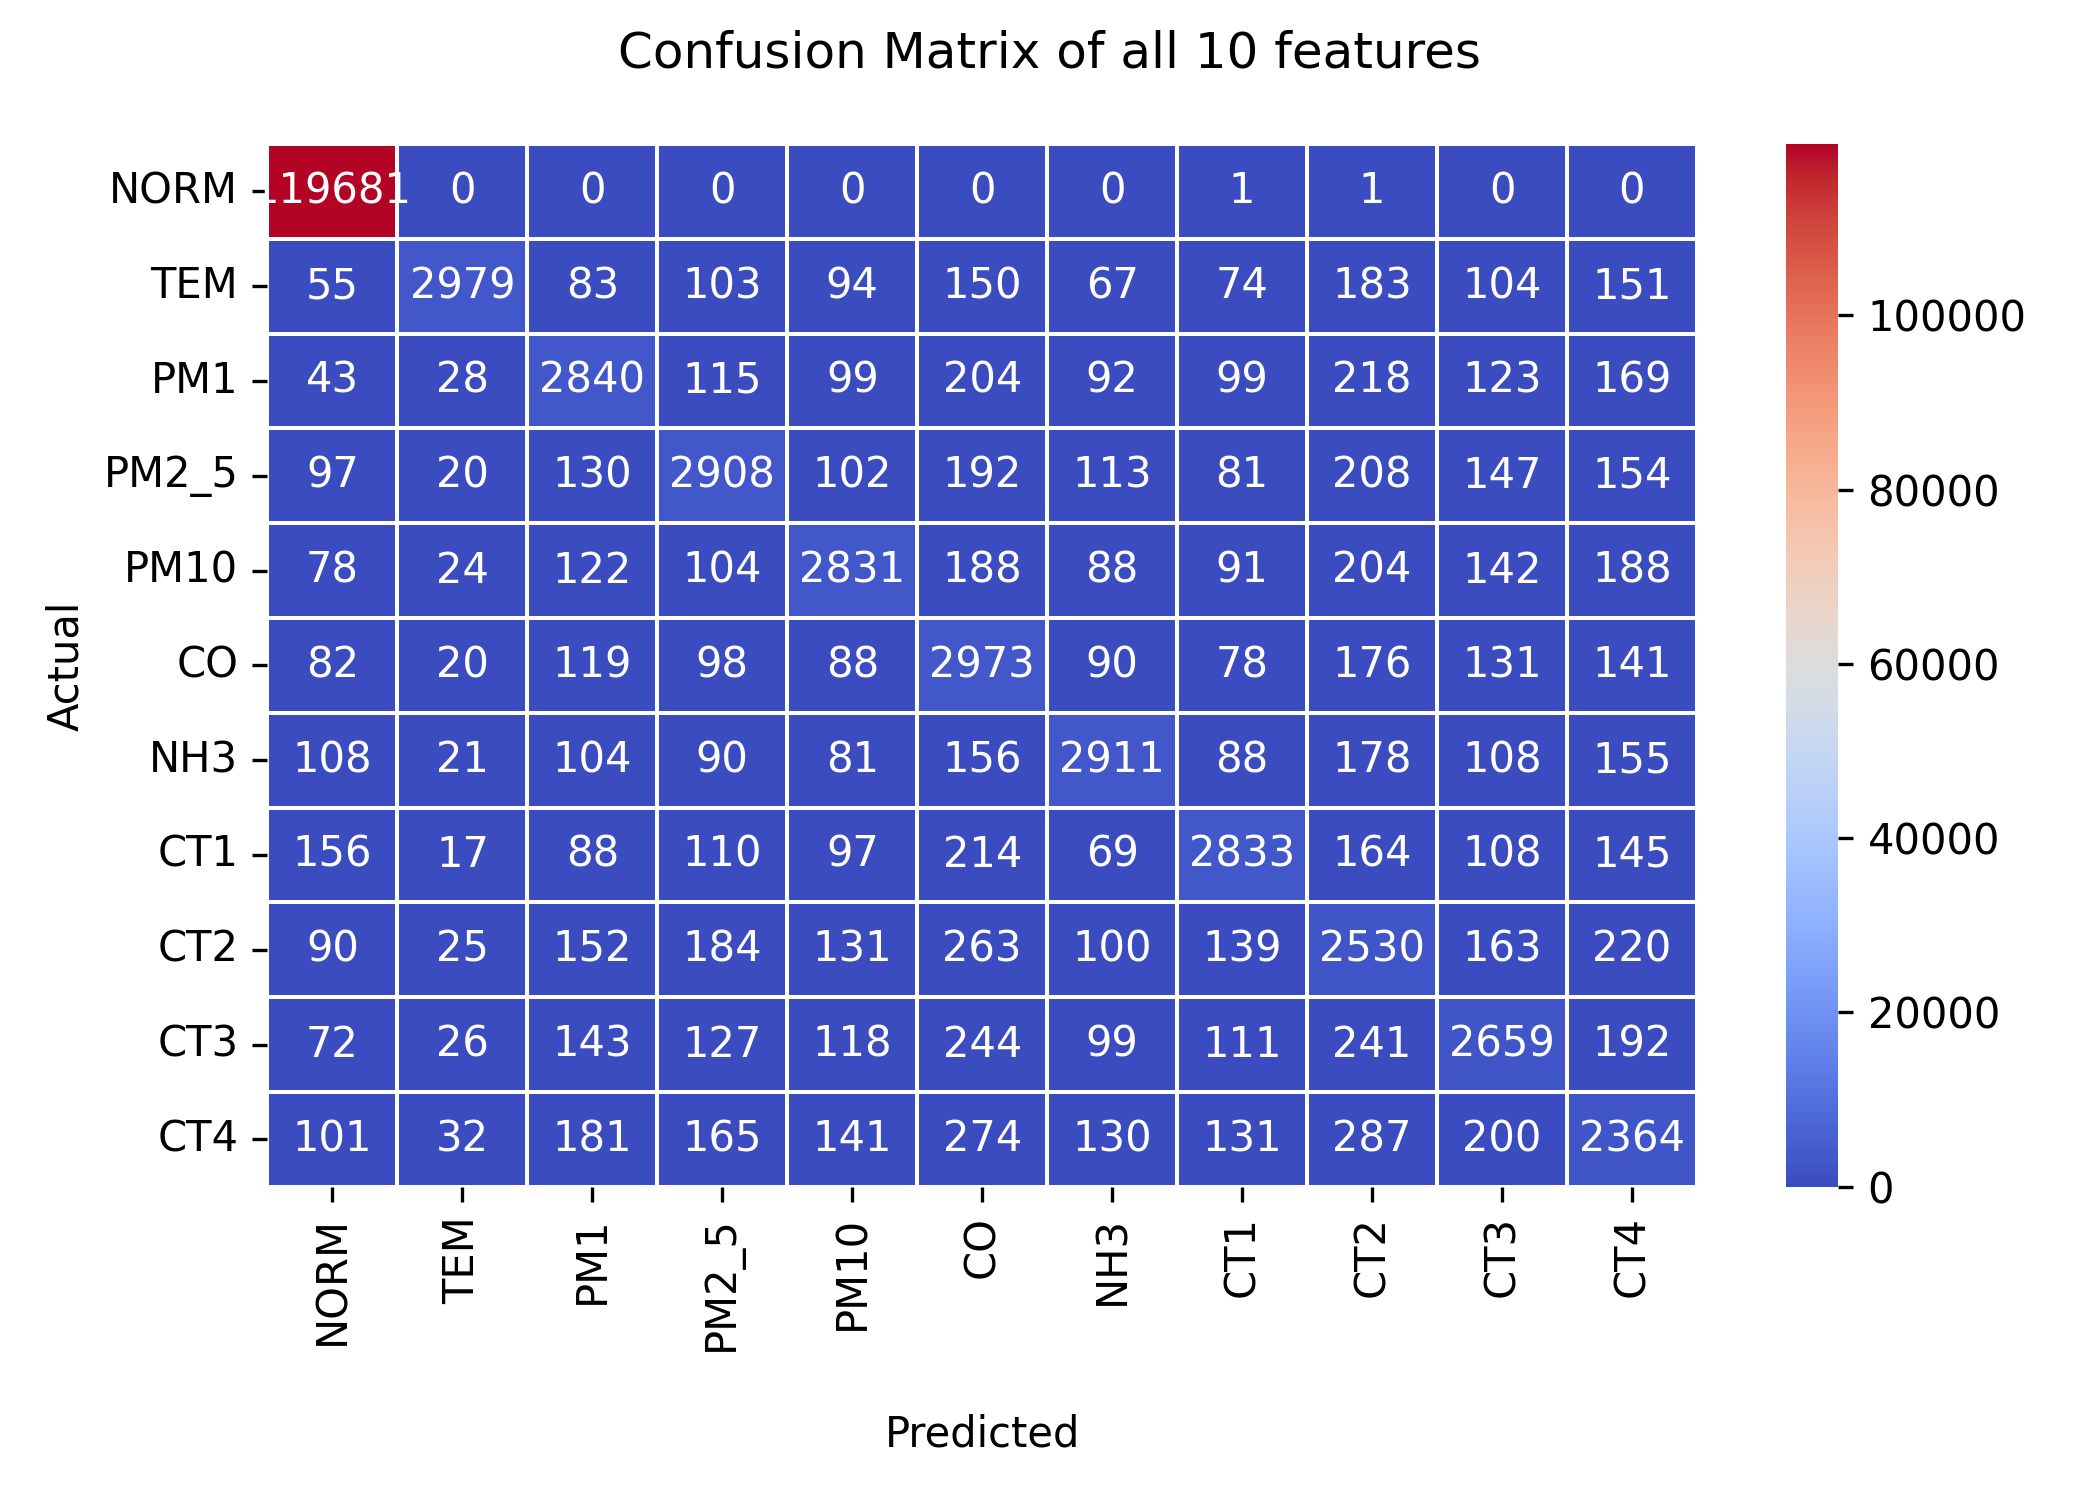 Confusion Matrix of all 10 features
NORM 119681 0 0 0 0 0 0 1 1 0 0
TEM 55 2979 83 103 94 150 67 74 183 104 151
PM1 43 28 2840 115 99 204 92 99 218 123 169
PM2_5 97 20 130 2908 102 192 113 81 208 147 154
PM10 78 24 122 104 2831 188 88 91 204 142 188
CO 82 20 119 98 88 2973 90 78 176 131 141
NH3 108 21 104 90 81 156 2911 88 178 108 155
CT1 156 17 88 110 97 214 69 2833 164 108 145
CT2 90 25 152 184 131 263 100 139 2530 163 220
CT3 72 26 143 127 118 244 99 111 241 2659 192
CT4 101 32 181 165 141 274 130 131 287 200 2364
NORM TEM PM1 PM2_5 PM10 CO NH3 CT1 CT2 CT3 CT4
Actual
Predicted
100000
80000
60000
40000
20000
0